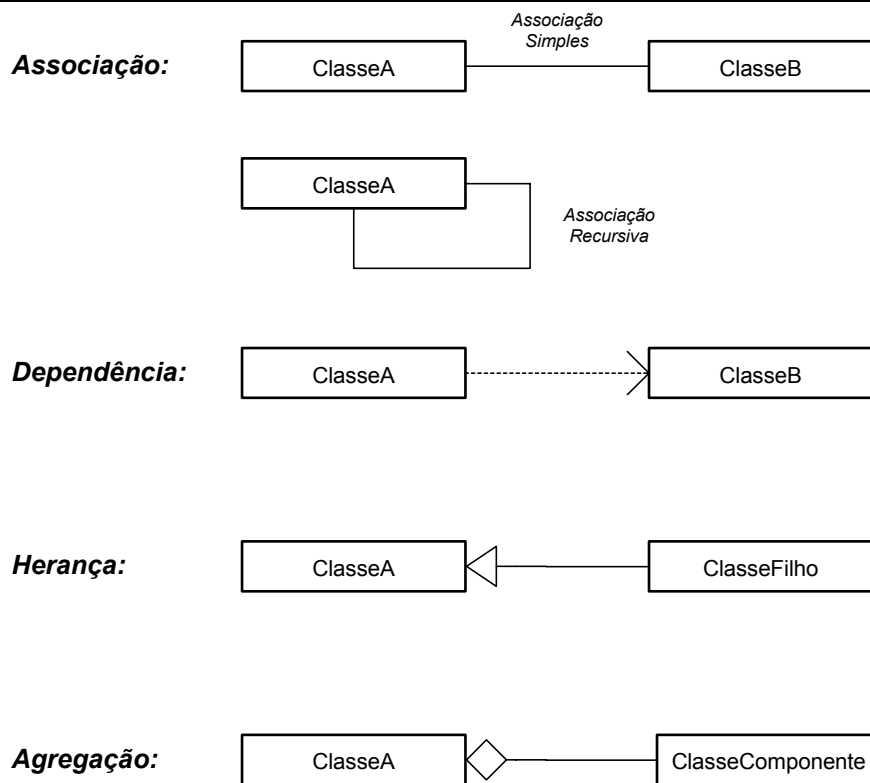 Associação
Simples
Associação:
ClasseA
ClasseB
ClasseA
Associação
Recursiva
Dependência:
ClasseA
ClasseB
Herança:
ClasseA
ClasseFilho
Agregação:
ClasseA
ClasseComponente